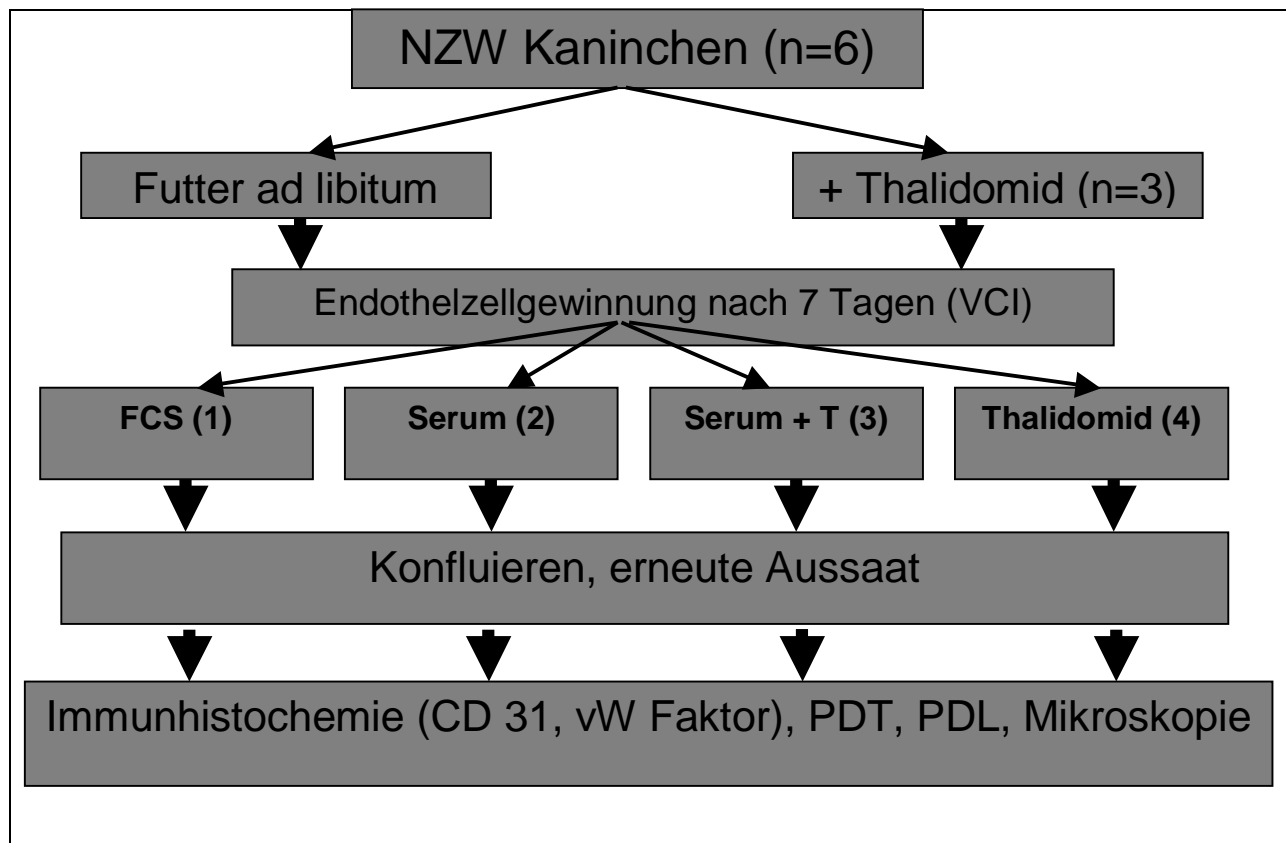 NZW Kaninchen (n=6)
Futter ad libitum
+ Thalidomid (n=3)
Endothelzellgewinnung nach 7 Tagen (VCI)
FCS (1)
Serum (2)
Serum + T (3)
Thalidomid (4)
Konfluieren, erneute Aussaat
Immunhistochemie (CD 31, vW Faktor), PDT, PDL, Mikroskopie